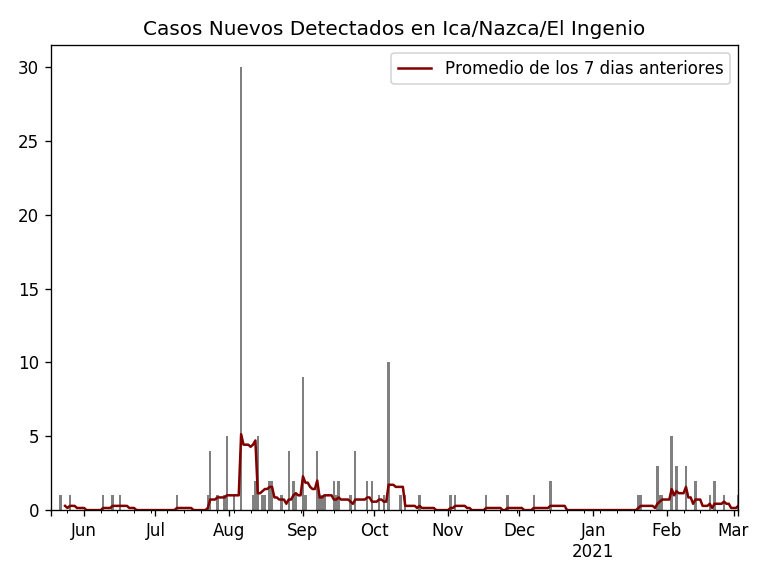 Casos Nuevos Detectados en Ica/Nazca/El Ingenio
Promedio de los 7 dias anteriores
30
25
20
15
10
5
0
Jun Jul Aug Sep Oct Nov Dec Jan Feb Mar
2021